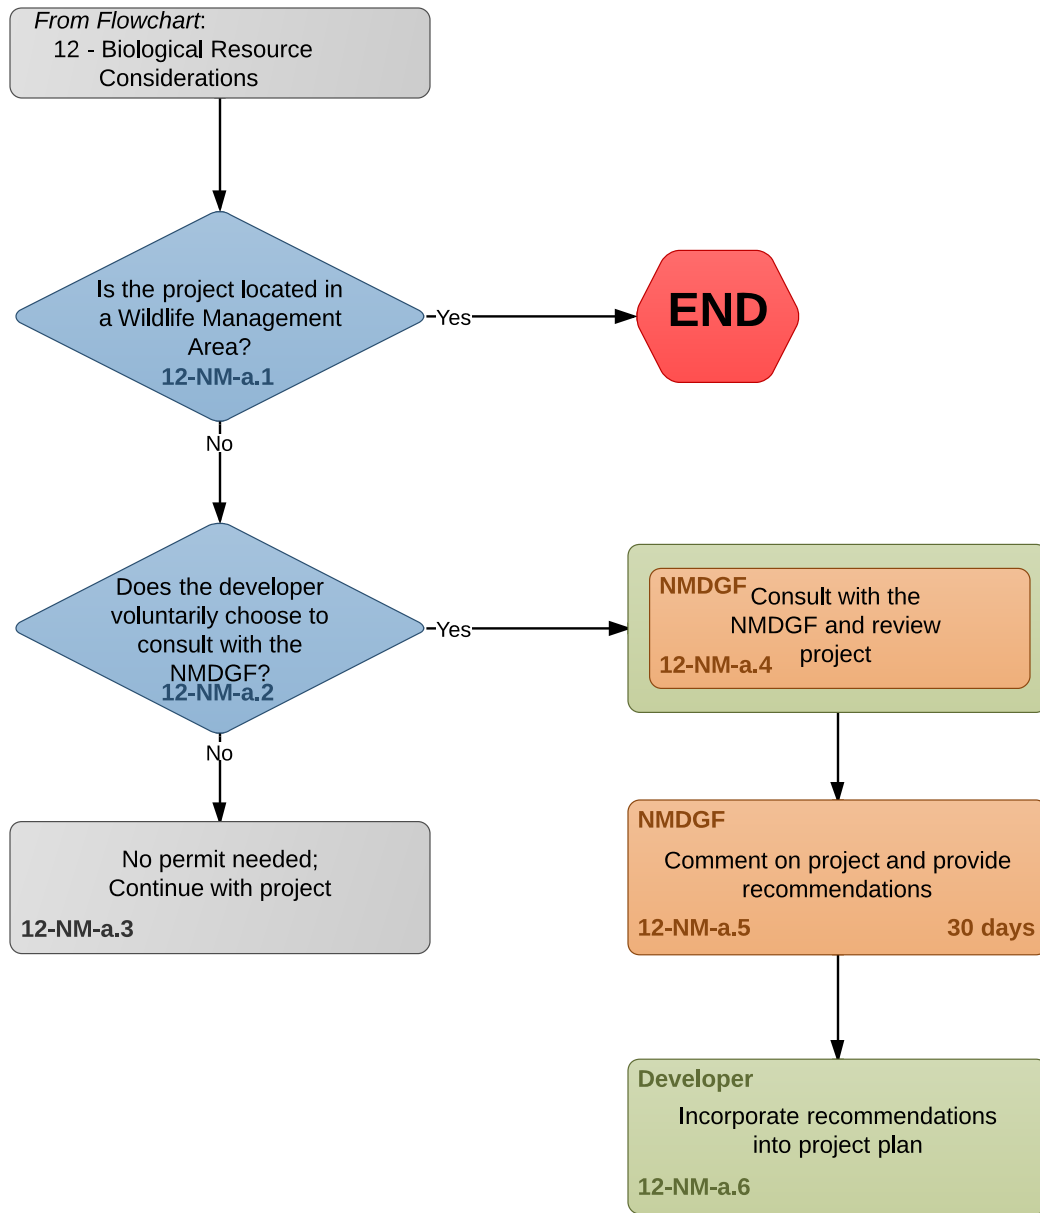 From Flowchart:
12 - Biological Resource
Considerations
Is the project located in
a Wildlife Management
Area?
12-NM-a.1
Yes
END
No
Does the developer
voluntarily choose to
consult with the
NMDGF?
12-NM-a.2
Yes
NMDGF
Consult with the
NMDGF and review
project
12-NM-a.4
No
No permit needed;
Continue with project
12-NM-a.3
NMDGF
Comment on project and provide
recommendations
12-NM-a.5
30 days
Developer
Incorporate recommendations
into project plan
12-NM-a.6